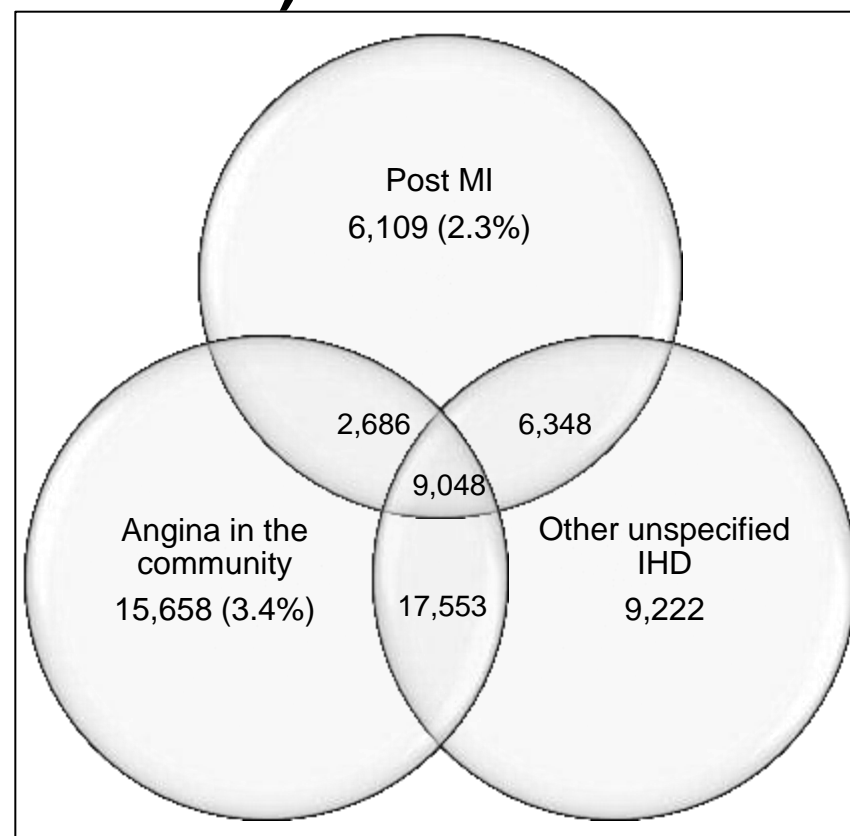 Post MI
6,109 (2.3%)
2,686
6,348
9,048
Angina in the
community
15,658 (3.4%)
17,553
Other unspecified
IHD
9,222